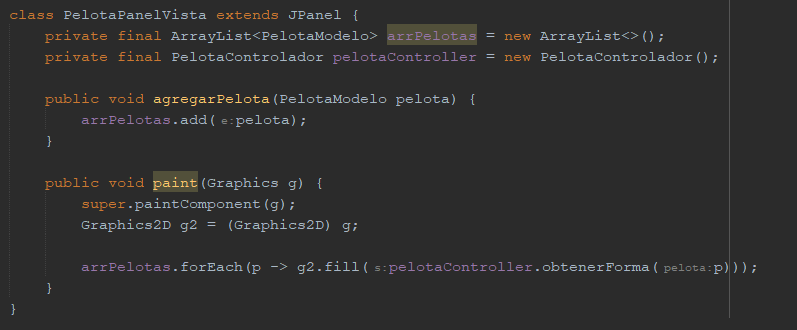 class PelotaPanelVista extends JPanel {
    private final ArrayList<PelotaModelo> arrPelotas = new ArrayList<>();
    private final PelotaControlador pelotaController = new PelotaControlador();

    public void agregarPelota(PelotaModelo pelota) {
        arrPelotas.add( e: pelota);
    }

    public void paint(Graphics g) {
        super.paintComponent(g);
        Graphics2D g2 = (Graphics2D) g;

        arrPelotas.forEach(p -> g2.fill( s: pelotaController.obtenerForma( pelota: p)));
    }
}